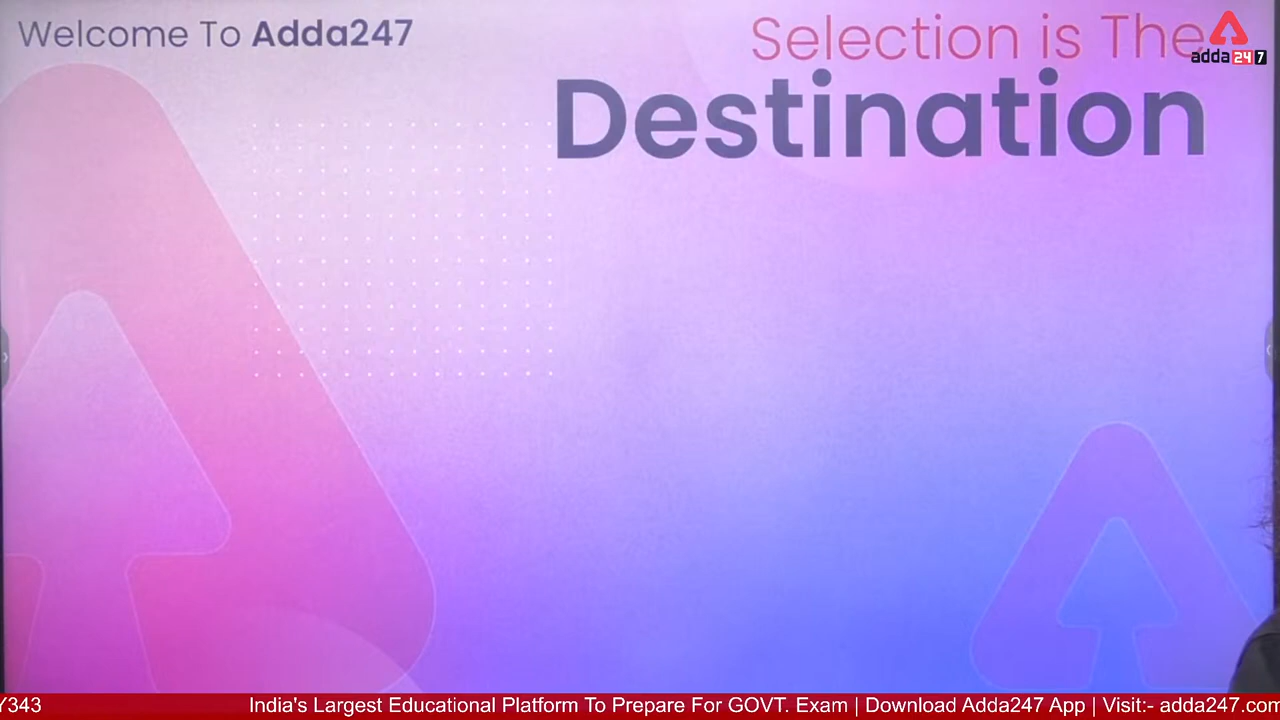 Welcome To Adda247
Selection is The
Destination
adda247
Y343 India's Largest Educational Platform To Prepare For GOVT. Exam | Download Adda247 App | Visit:- adda247.com